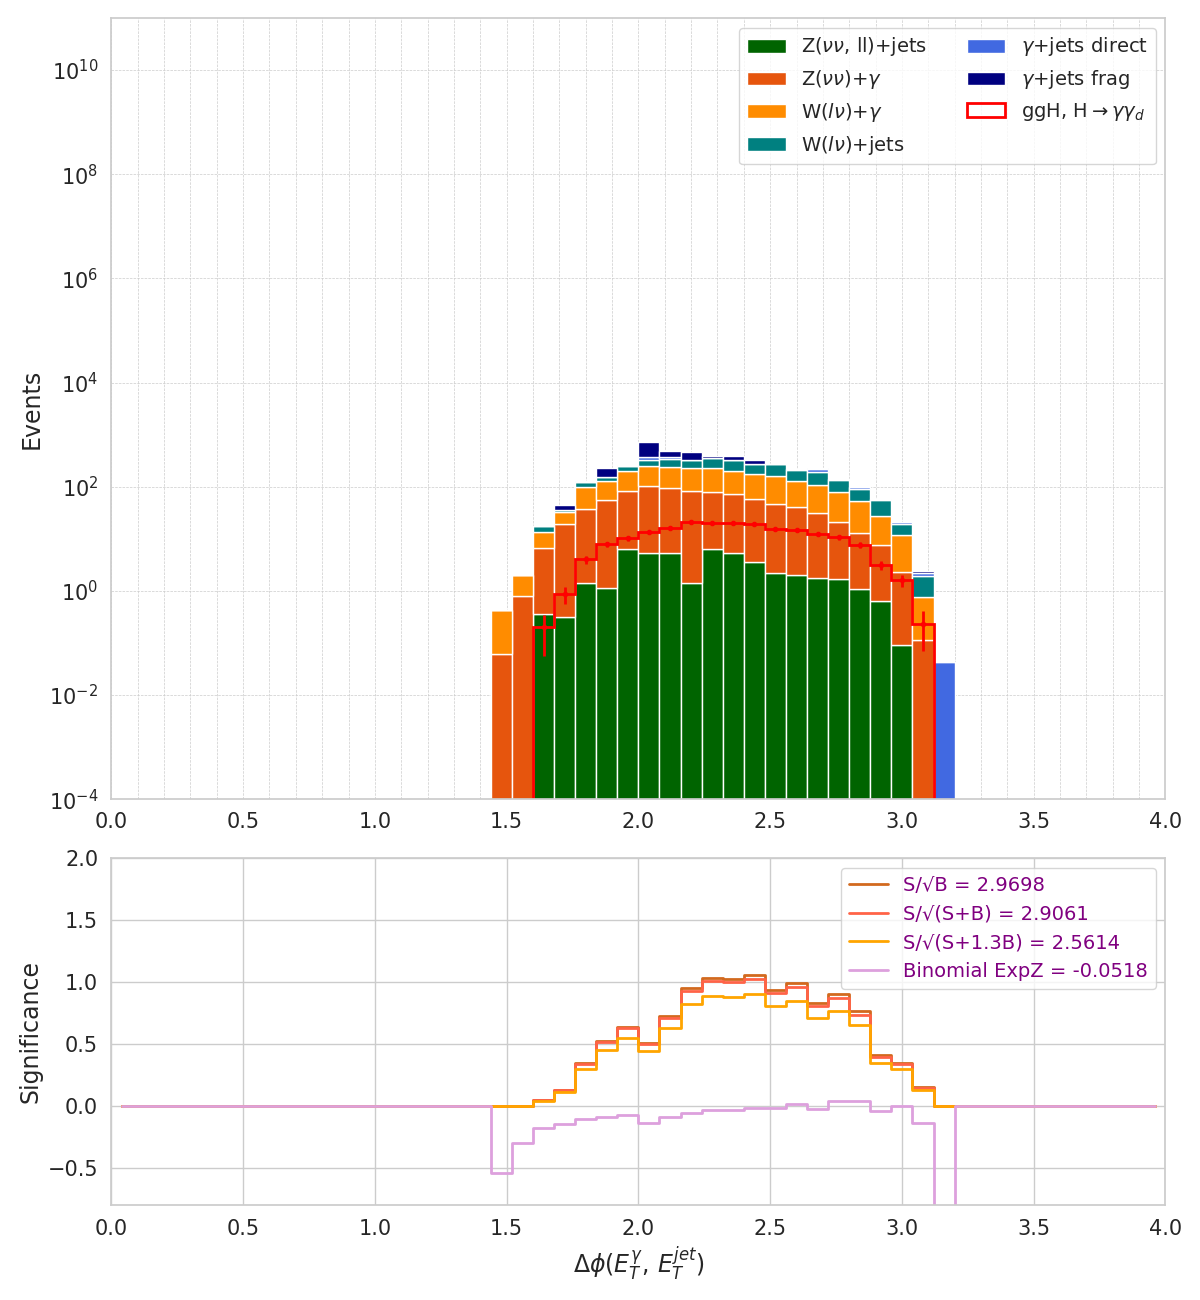 Z(νν, ll)+jets
Z(νν)+γ
W(lν)+γ
W(lν)+jets
γ+jets direct
γ+jets frag
ggH, H→γγ_d
Events
10^10
10^8
10^6
10^4
10^2
10^0
10^−2
10^−4
0.0 0.5 1.0 1.5 2.0 2.5 3.0 3.5 4.0
S/√B = 2.9698
S/√(S+B) = 2.9061
S/√(S+1.3B) = 2.5614
Binomial ExpZ = -0.0518
Significance
2.0
1.5
1.0
0.5
0.0
−0.5
0.0 0.5 1.0 1.5 2.0 2.5 3.0 3.5 4.0
Δϕ(E_T^γ, E_T^jet)